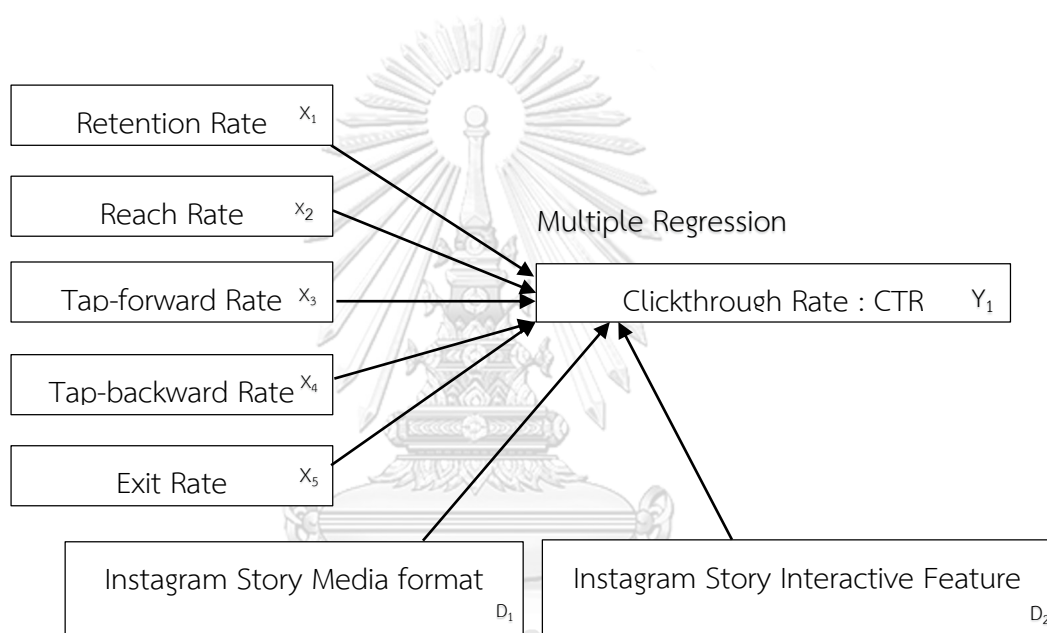 Retention Rate X1
Reach Rate X2
Multiple Regression
Tap-forward Rate X3
Clickthrough Rate : CTR Y1
Tap-backward Rate X4
Exit Rate X5
Instagram Story Media format
D1
Instagram Story Interactive Feature
D2